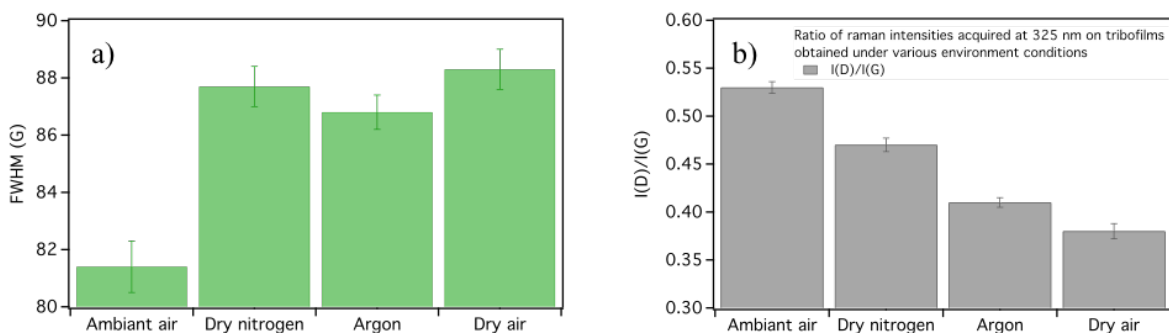 a)
FWHM (G)
90
88
86
84
82
80
Ambiant air Dry nitrogen Argon Dry air
b)
Ratio of raman intensities acquired at 325 nm on tribofilms
obtained under various environment conditions
I(D)/I(G)
I(D)/I(G)
0.60
0.55
0.50
0.45
0.40
0.35
0.30
Ambiant air Dry nitrogen Argon Dry air